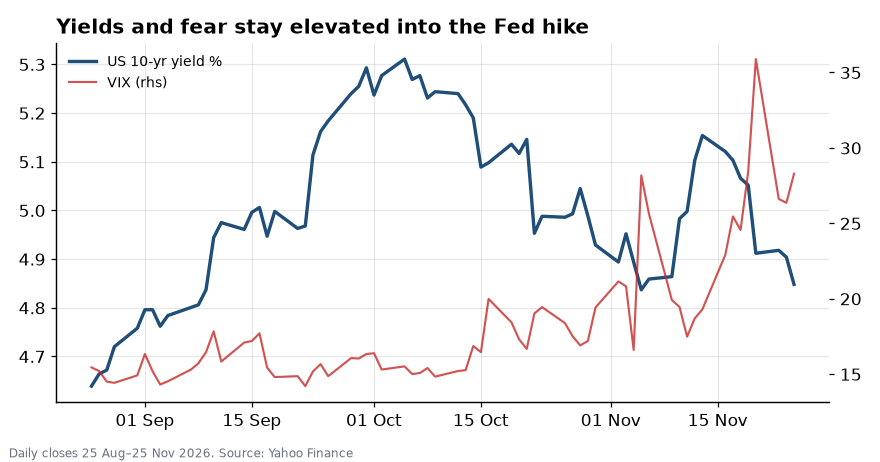 Yields and fear stay elevated into the Fed hike
US 10-yr yield %
VIX (rhs)
5.3
5.2
5.1
5.0
4.9
4.8
4.7
35
30
25
20
15
01 Sep
15 Sep
01 Oct
15 Oct
01 Nov
15 Nov
Daily closes 25 Aug–25 Nov 2026. Source: Yahoo Finance